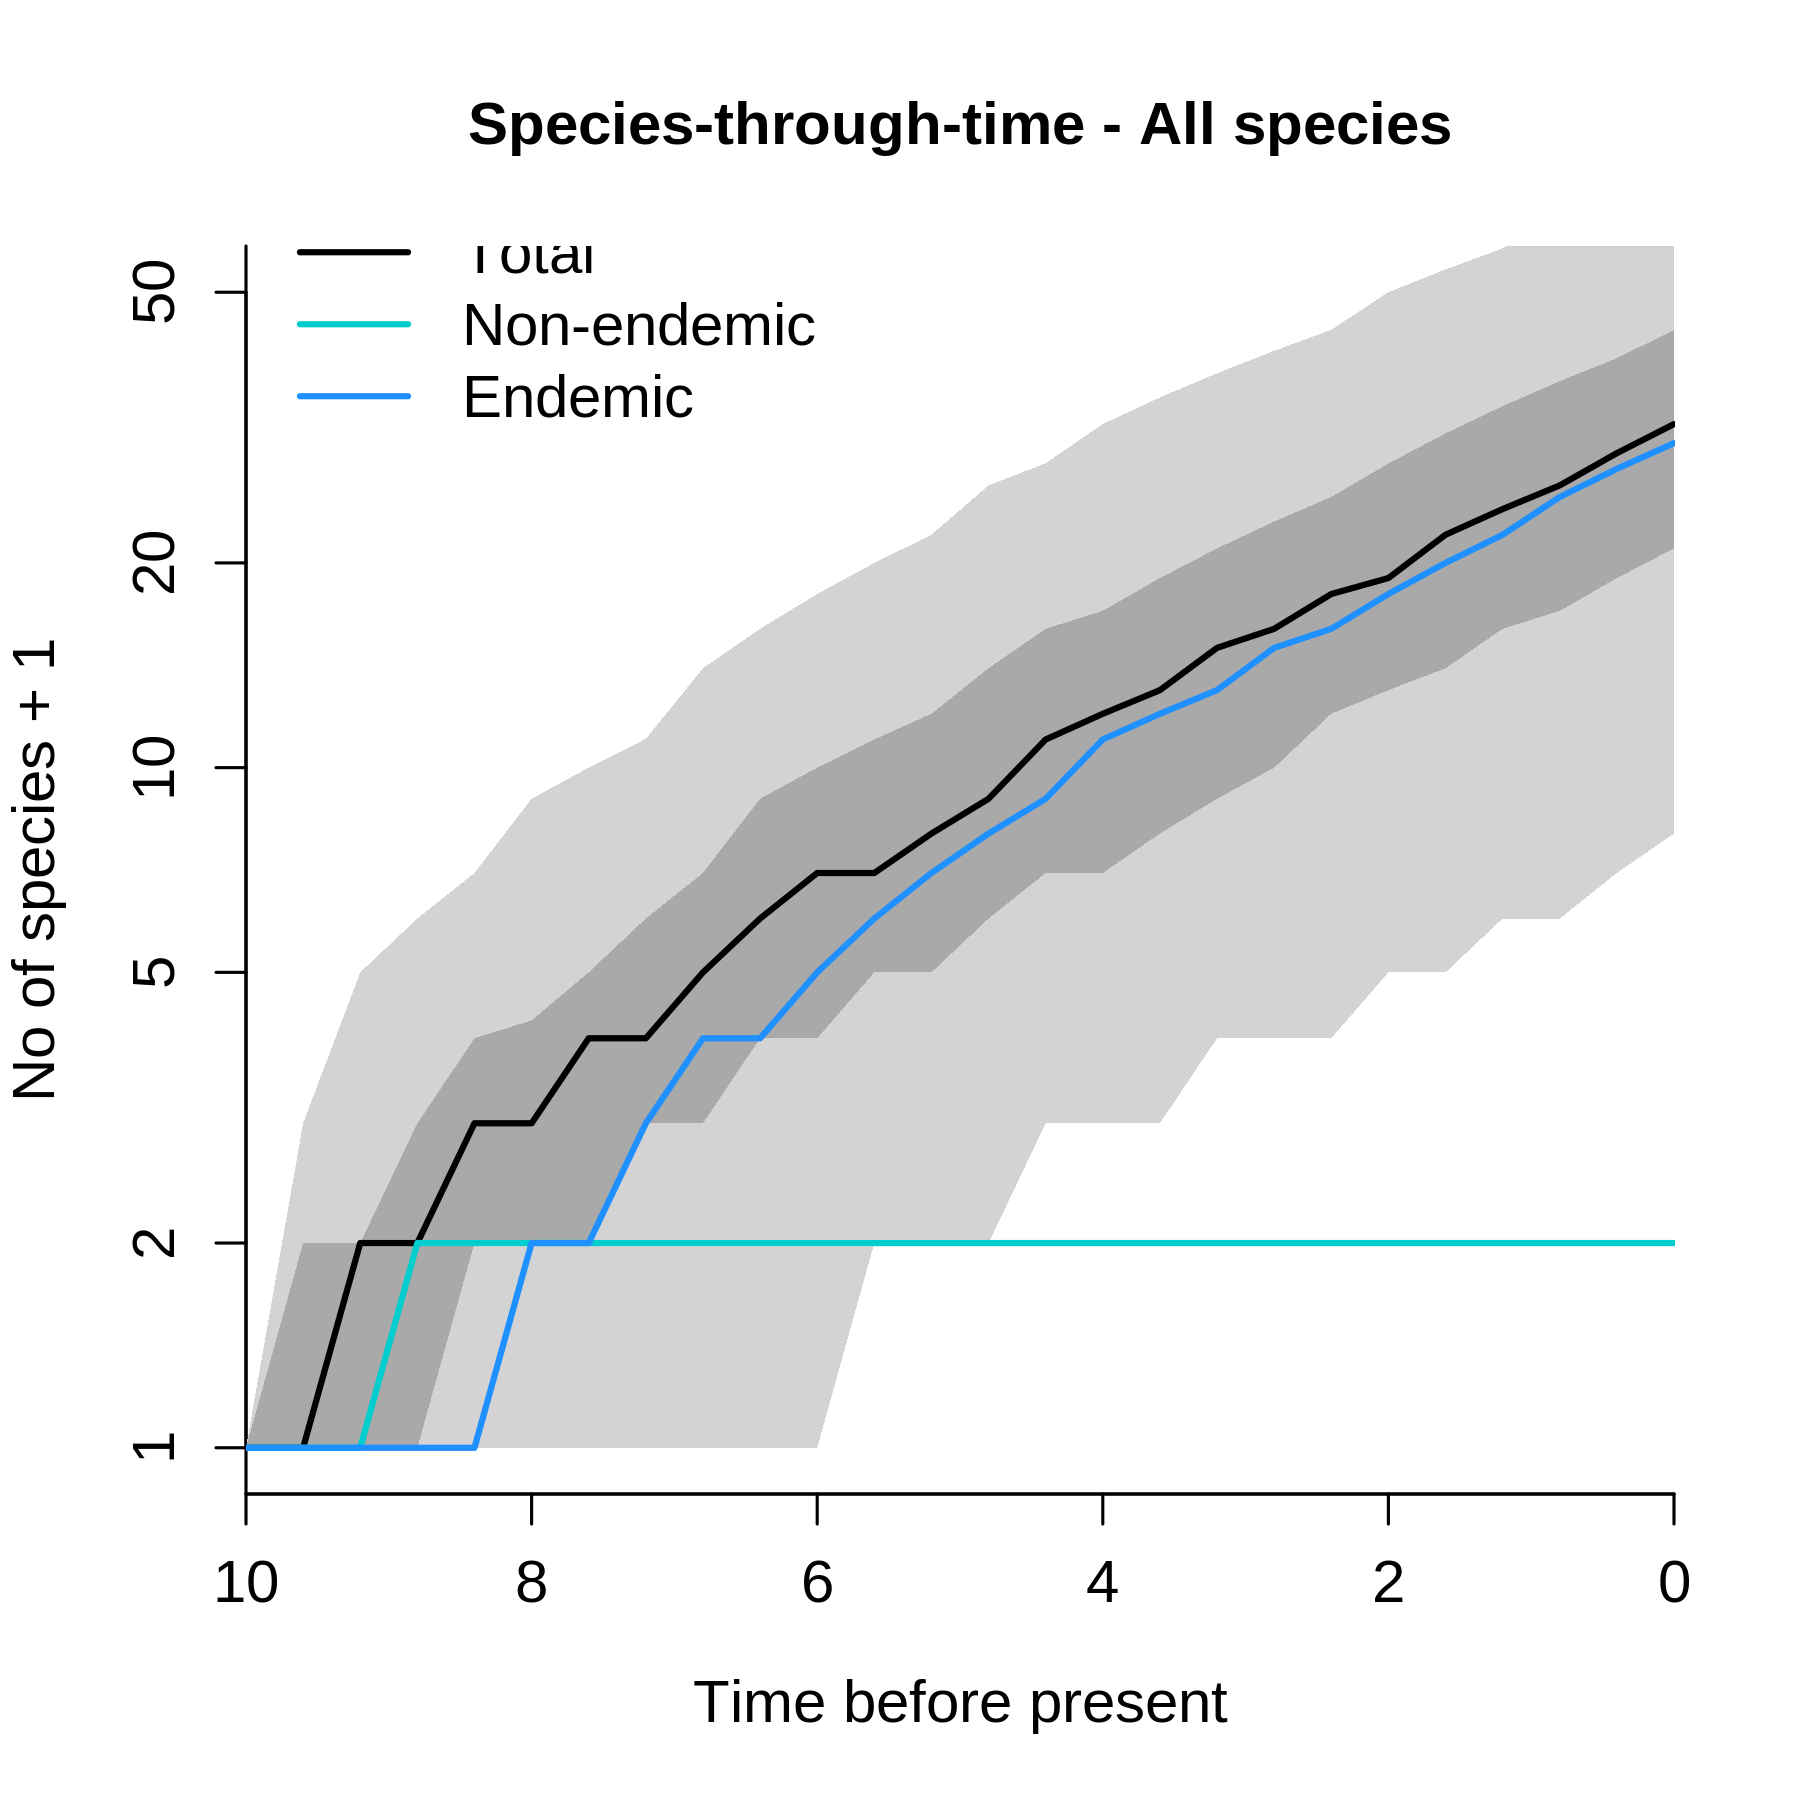 Species-through-time - All species
Total
Non-endemic
Endemic
No of species + 1
50
20
10
5
2
1
10 8 6 4 2 0
Time before present